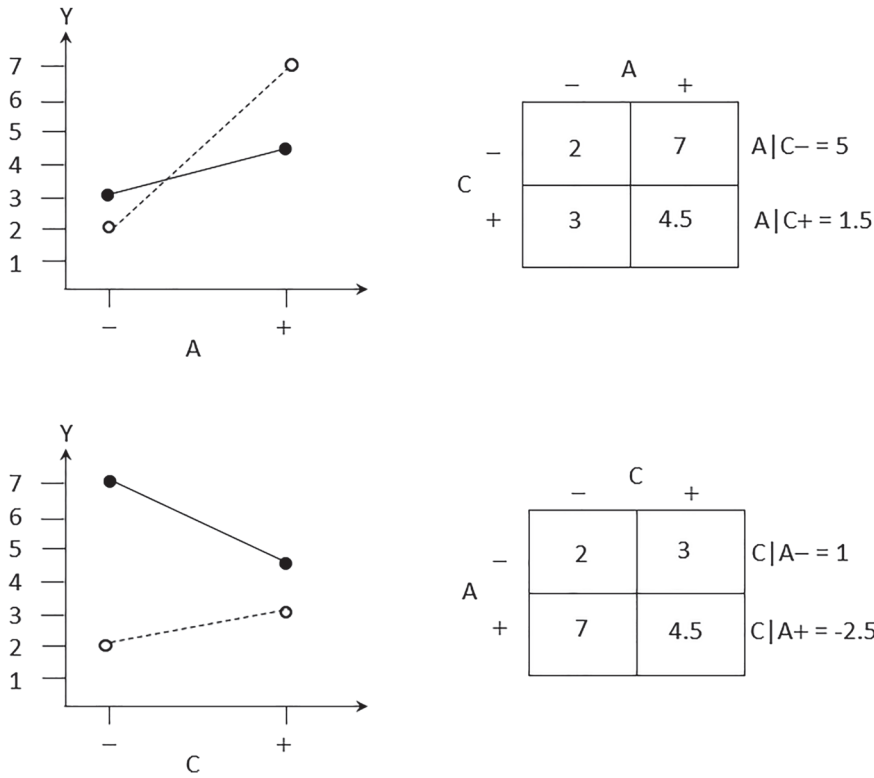 Y
7
6
5
4
3
2
1
− +
A
A
− +
− 2 7 A|C− = 5
C
+ 3 4.5 A|C+ = 1.5
Y
7
6
5
4
3
2
1
− +
C
C
− +
− 2 3 C|A− = 1
A
+ 7 4.5 C|A+ = -2.5